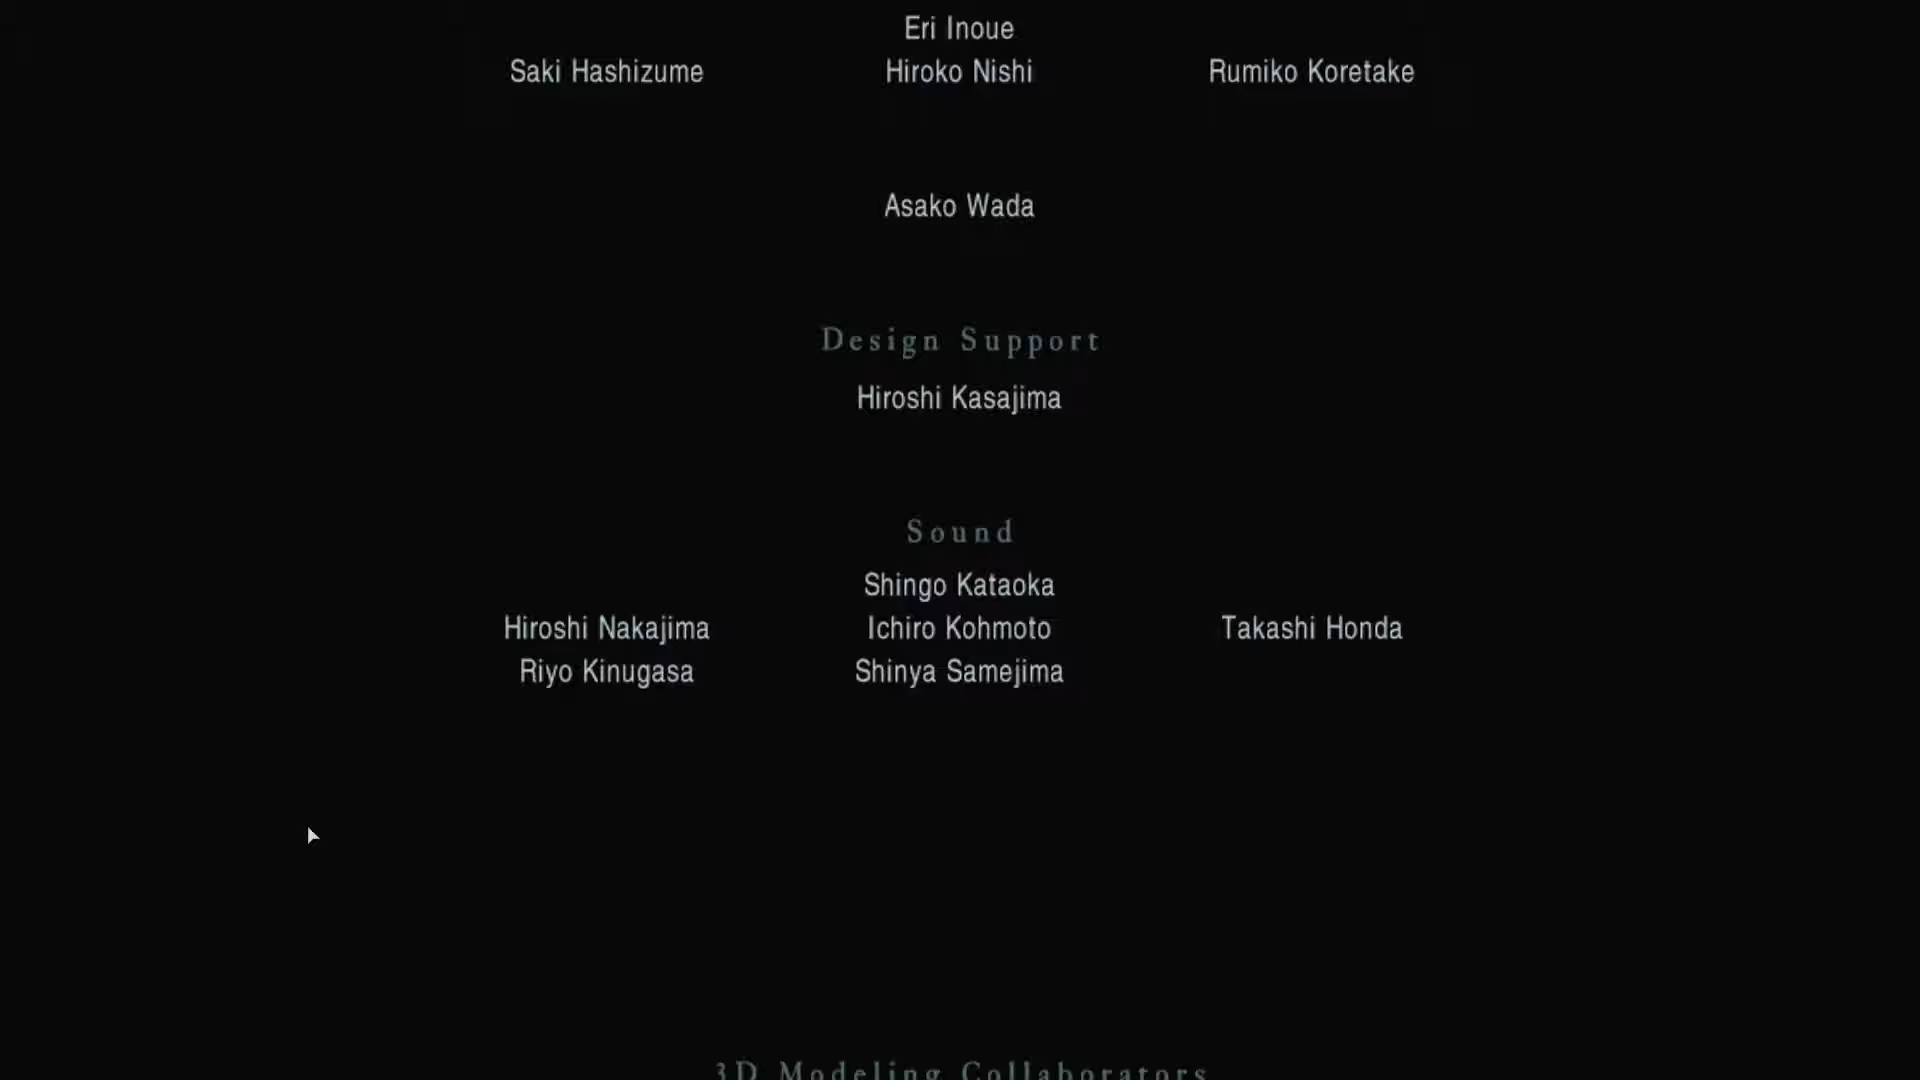 Eri Inoue
Saki Hashizume Hiroko Nishi Rumiko Koretake
Asako Wada
Design Support
Hiroshi Kasajima
Sound
Shingo Kataoka
Hiroshi Nakajima Ichiro Kohmoto Takashi Honda
Riyo Kinugasa Shinya Samejima
3D Modeling Collaborators